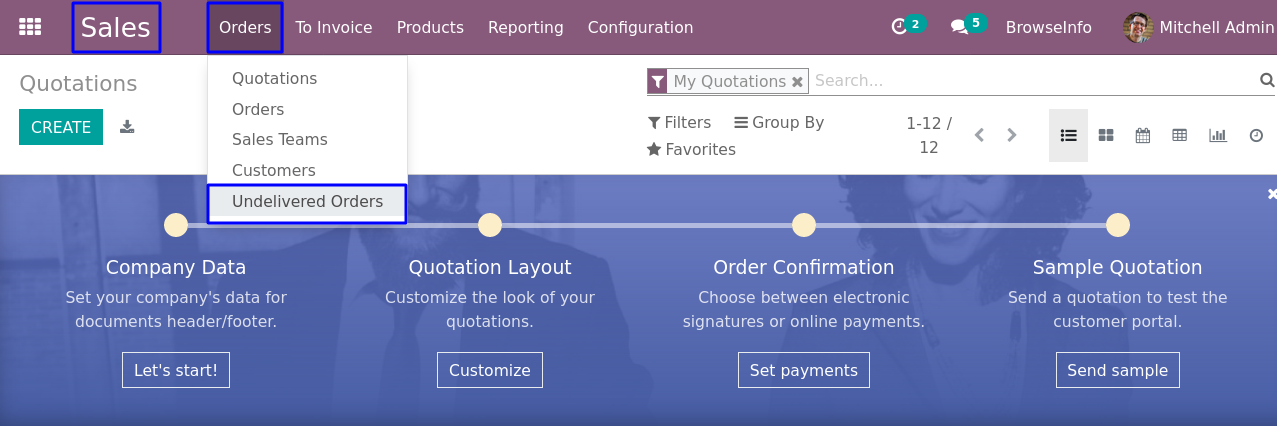 Sales
Orders
To Invoice
Products
Reporting
Configuration
2
5
BrowseInfo
Mitchell Admin
Quotations
CREATE
Quotations
Orders
Sales Teams
Customers
Undelivered Orders
My Quotations
Search...
Filters
Group By
Favorites
1-12 /
12
Company Data
Set your company's data for
documents header/footer.
Let's start!
Quotation Layout
Customize the look of your
quotations.
Customize
Order Confirmation
Choose between electronic
signatures or online payments.
Set payments
Sample Quotation
Send a quotation to test the
customer portal.
Send sample